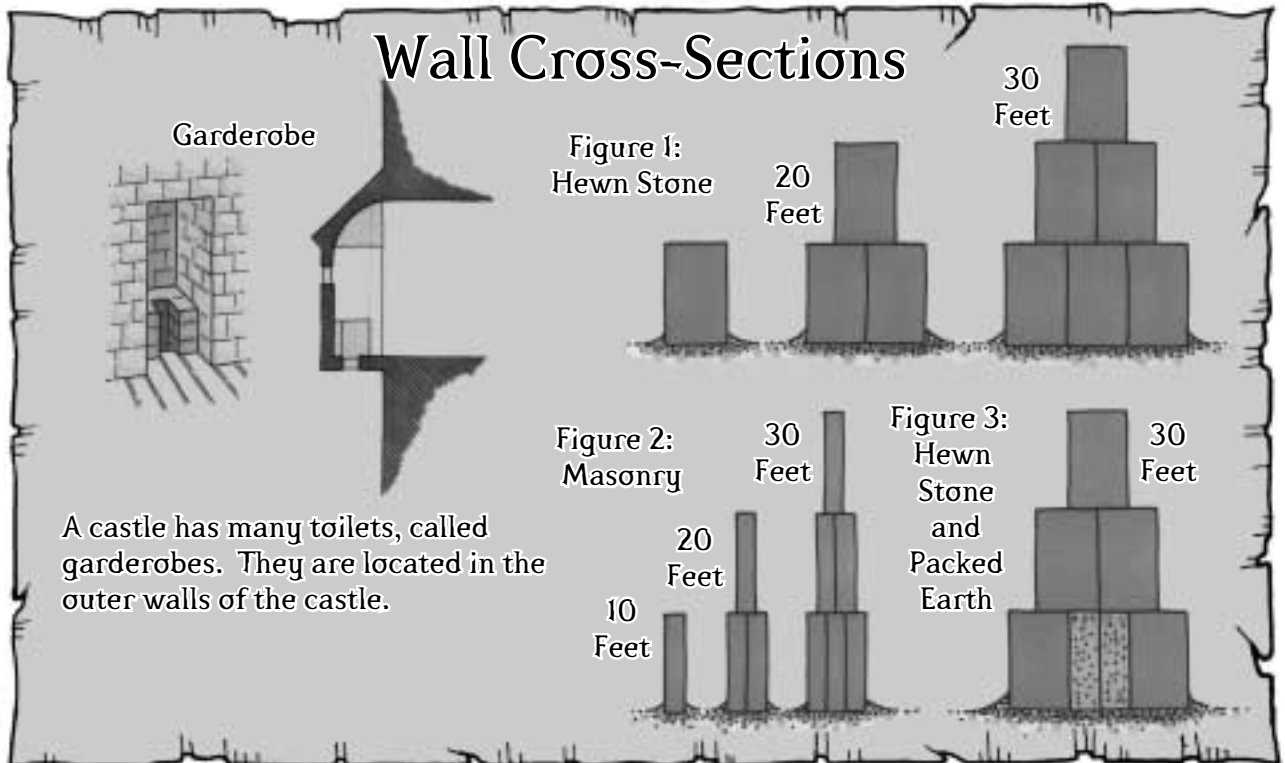 Wall Cross-Sections
Garderobe
A castle has many toilets, called
garderobes. They are located in the
outer walls of the castle.
Figure 1:
Hewn Stone
20
Feet
30
Feet
Figure 2:
Masonry
10
Feet
20
Feet
30
Feet
Figure 3:
Hewn
Stone
and
Packed
Earth
30
Feet